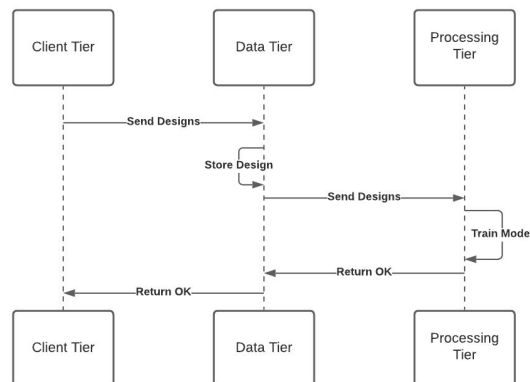 Client Tier
Data Tier
Processing
Tier
Send Designs
Store Design
Send Designs
Train Mode
Return OK
Return OK
Client Tier
Data Tier
Processing
Tier